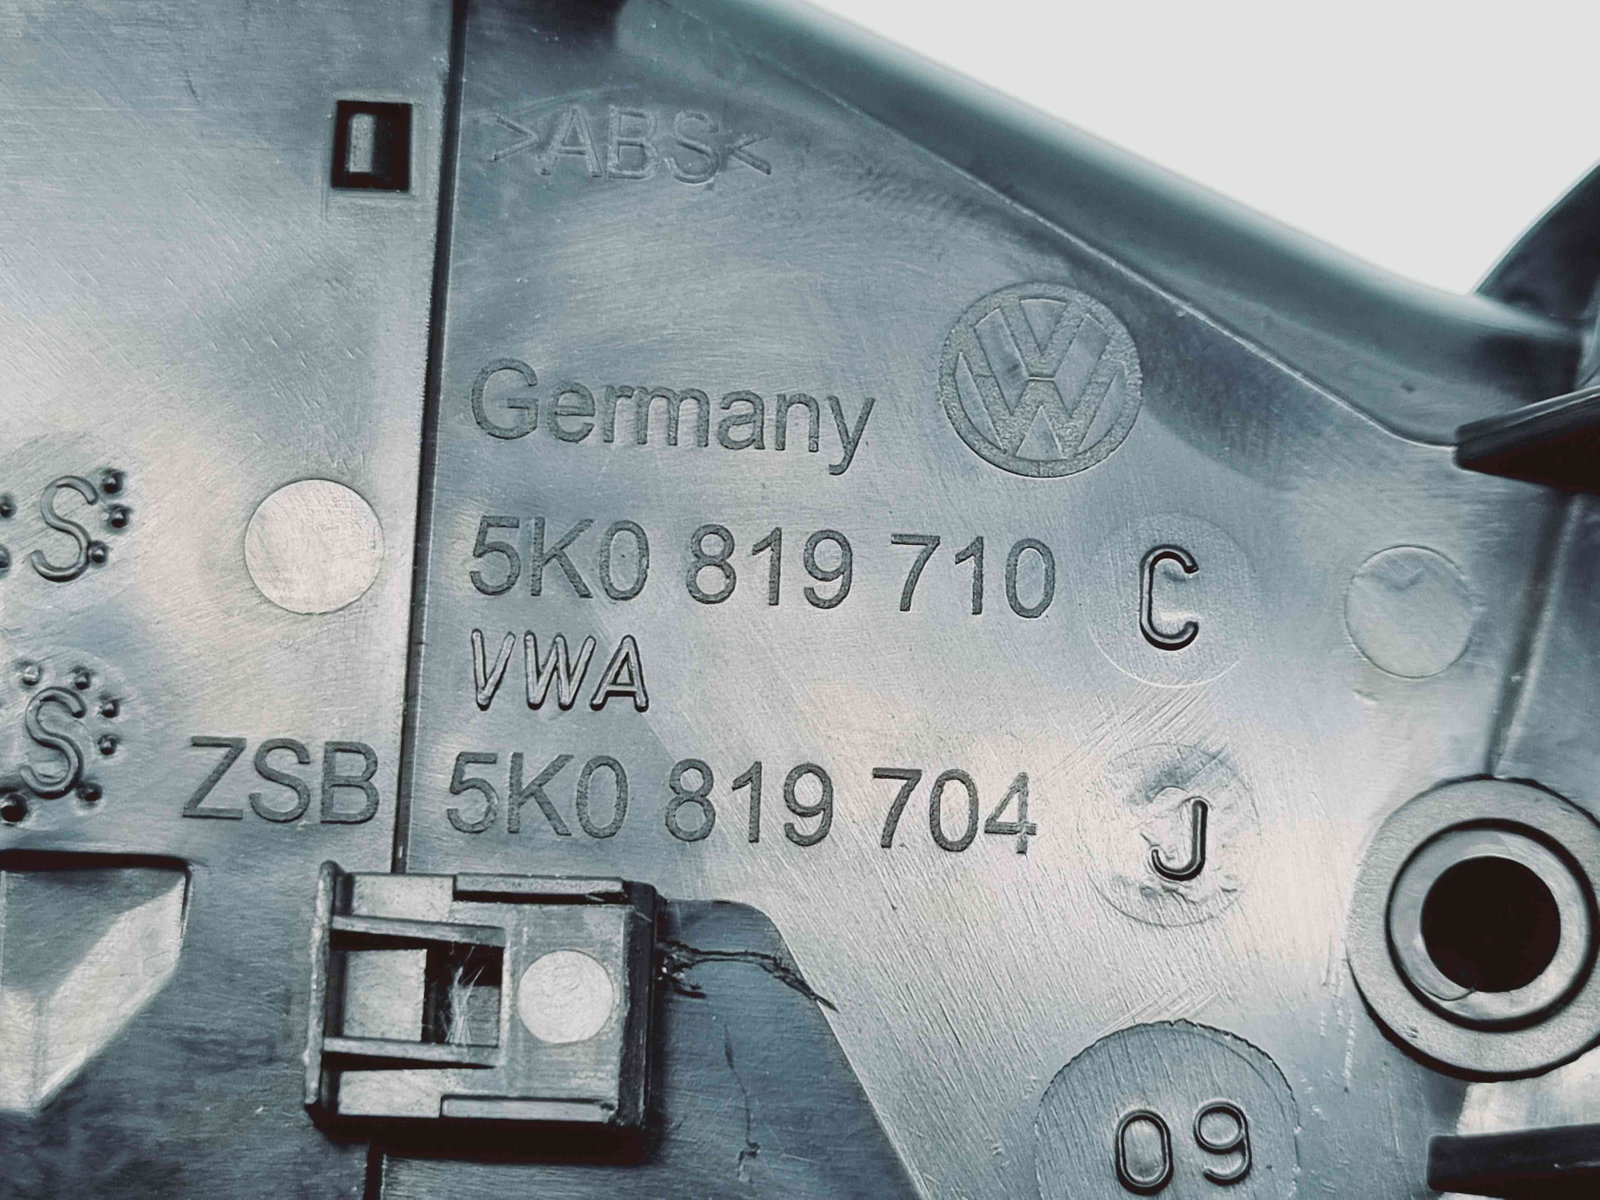 >ABS<
Germany
S
5K0 819 710 C
VWA
S
ZSB 5K0 819 704 J
09